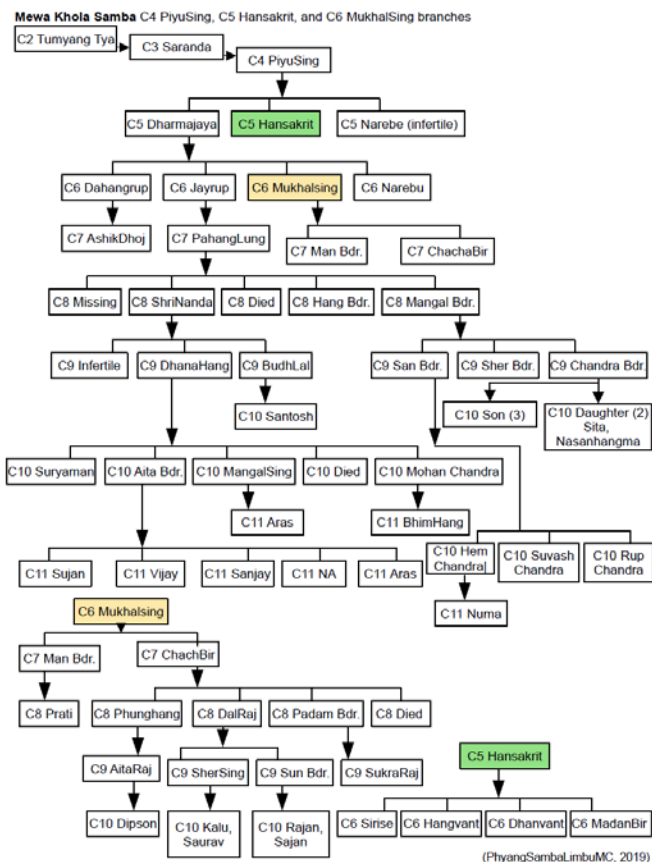 Mewa Khola Samba C4 PiyuSing, C5 Hansakrit, and C6 MukhalSing branches
C2 Tumyang Tya
C3 Saranda
C4 PiyuSing
C5 Dharmajaya
C5 Hansakrit
C5 Narebe (infertile)
C6 Dahangrup
C6 Jayrup
C6 Mukhalsing
C6 Narebu
C7 AshikDhoj
C7 PahangLung
C7 Man Bdr.
C7 ChachaBir
C8 Missing
C8 ShriNanda
C8 Died
C8 Hang Bdr.
C8 Mangal Bdr.
C9 Infertile
C9 DhanaHang
C9 BudhLal
C9 San Bdr.
C9 Sher Bdr.
C9 Chandra Bdr.
C10 Santosh
C10 Son (3)
C10 Daughter (2)
Sita,
Nasanhangma
C10 Suryaman
C10 Aita Bdr.
C10 MangalSing
C10 Died
C10 Mohan Chandra
C11 Aras
C11 BhimHang
C11 Sujan
C11 Vijay
C11 Sanjay
C11 NA
C11 Aras
C10 Hem
Chandra
C10 Suvash
Chandra
C10 Rup
Chandra
C11 Numa
C6 Mukhalsing
C7 Man Bdr.
C7 ChachBir
C8 Prati
C8 Phunghang
C8 DalRaj
C8 Padam Bdr.
C8 Died
C9 AitaRaj
C9 SherSing
C9 Sun Bdr.
C9 SukraRaj
C10 Dipson
C10 Kalu,
Saurav
C10 Rajan,
Sajan
C5 Hansakrit
C6 Sirise
C6 Hangvant
C6 Dhanvant
C6 MadanBir
(PhyangSambaLimbuMC, 2019)